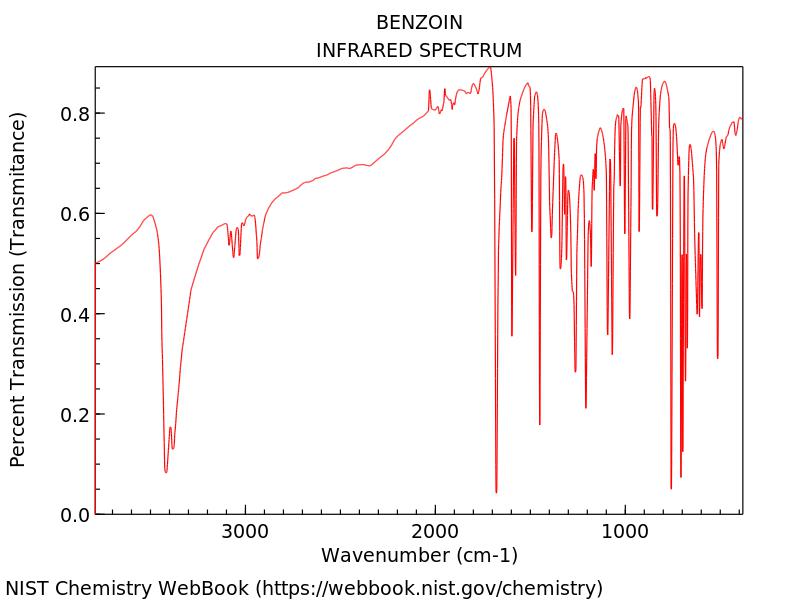 BENZOIN
INFRARED SPECTRUM
Percent Transmission (Transmitance)
0.8
0.6
0.4
0.2
0.0
3000 2000 1000
Wavenumber (cm-1)
NIST Chemistry WebBook (https://webbook.nist.gov/chemistry)